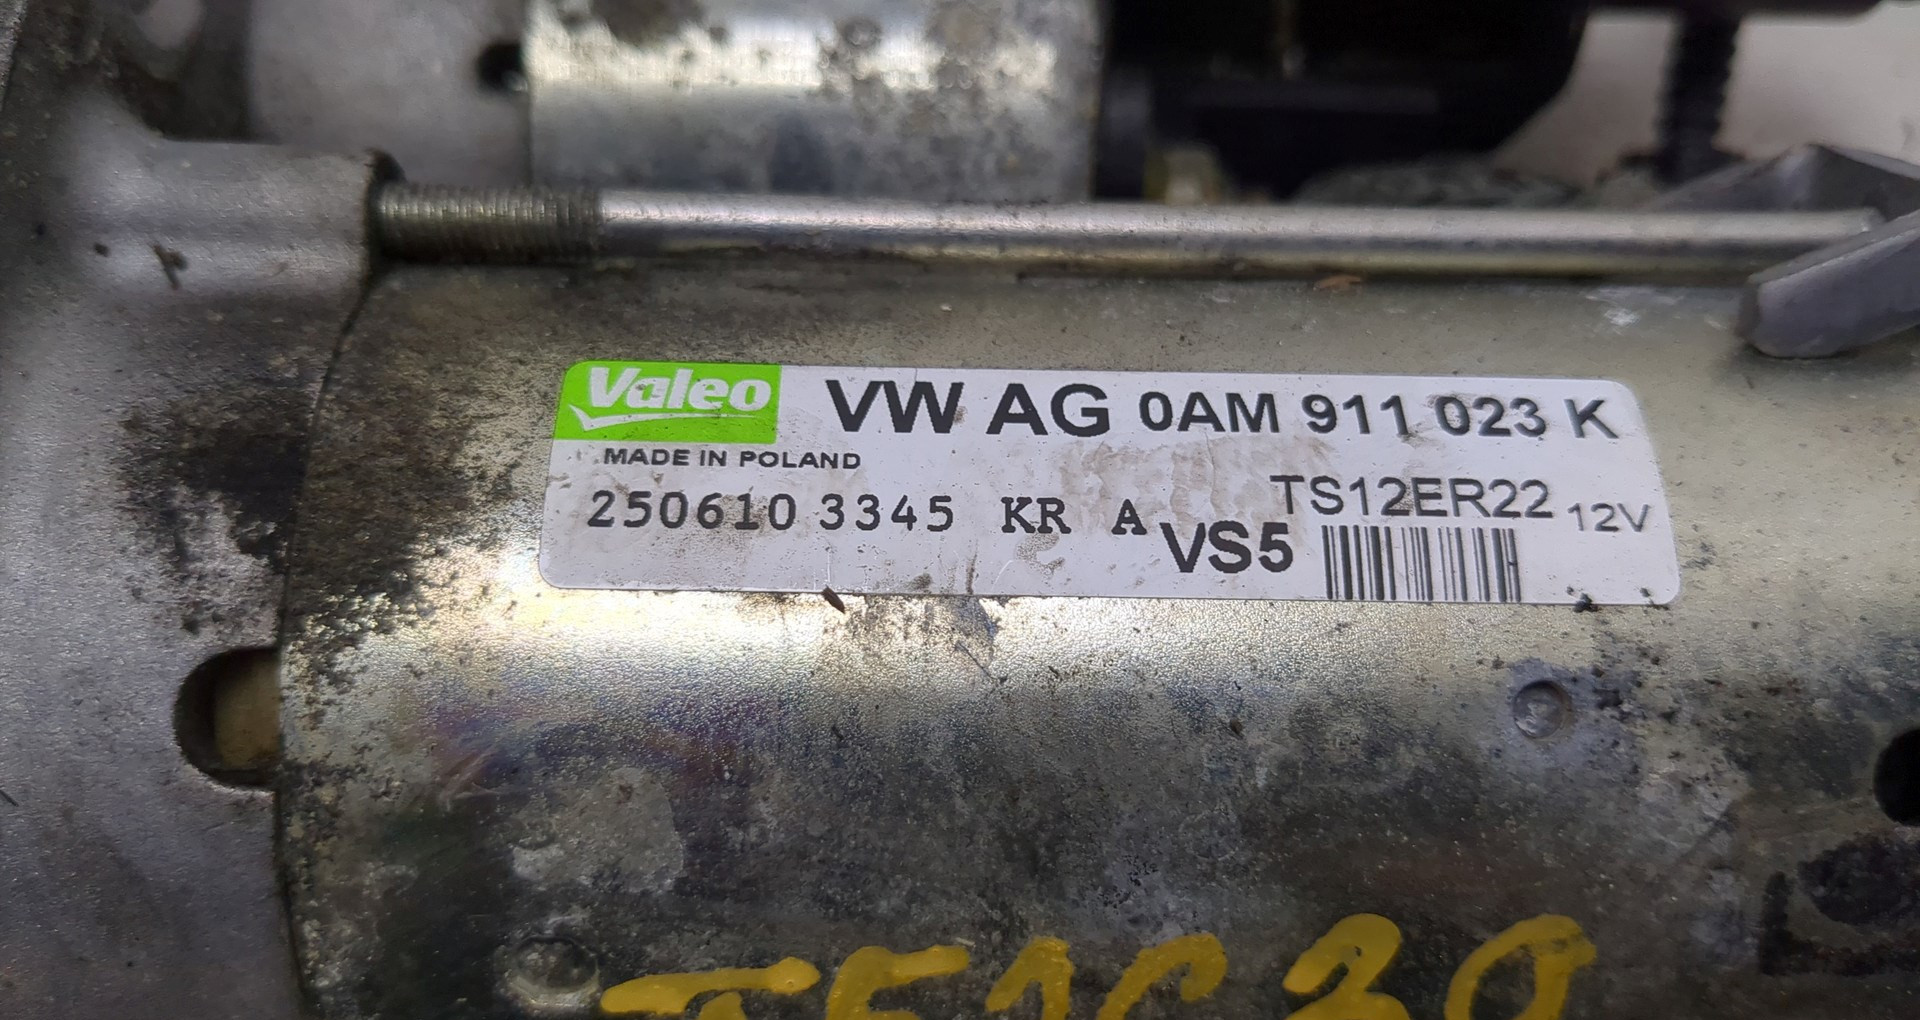 Valeo VW AG 0AM 911 023 K
MADE IN POLAND
250610 3345 KR A VS5 TS12ER22 12V